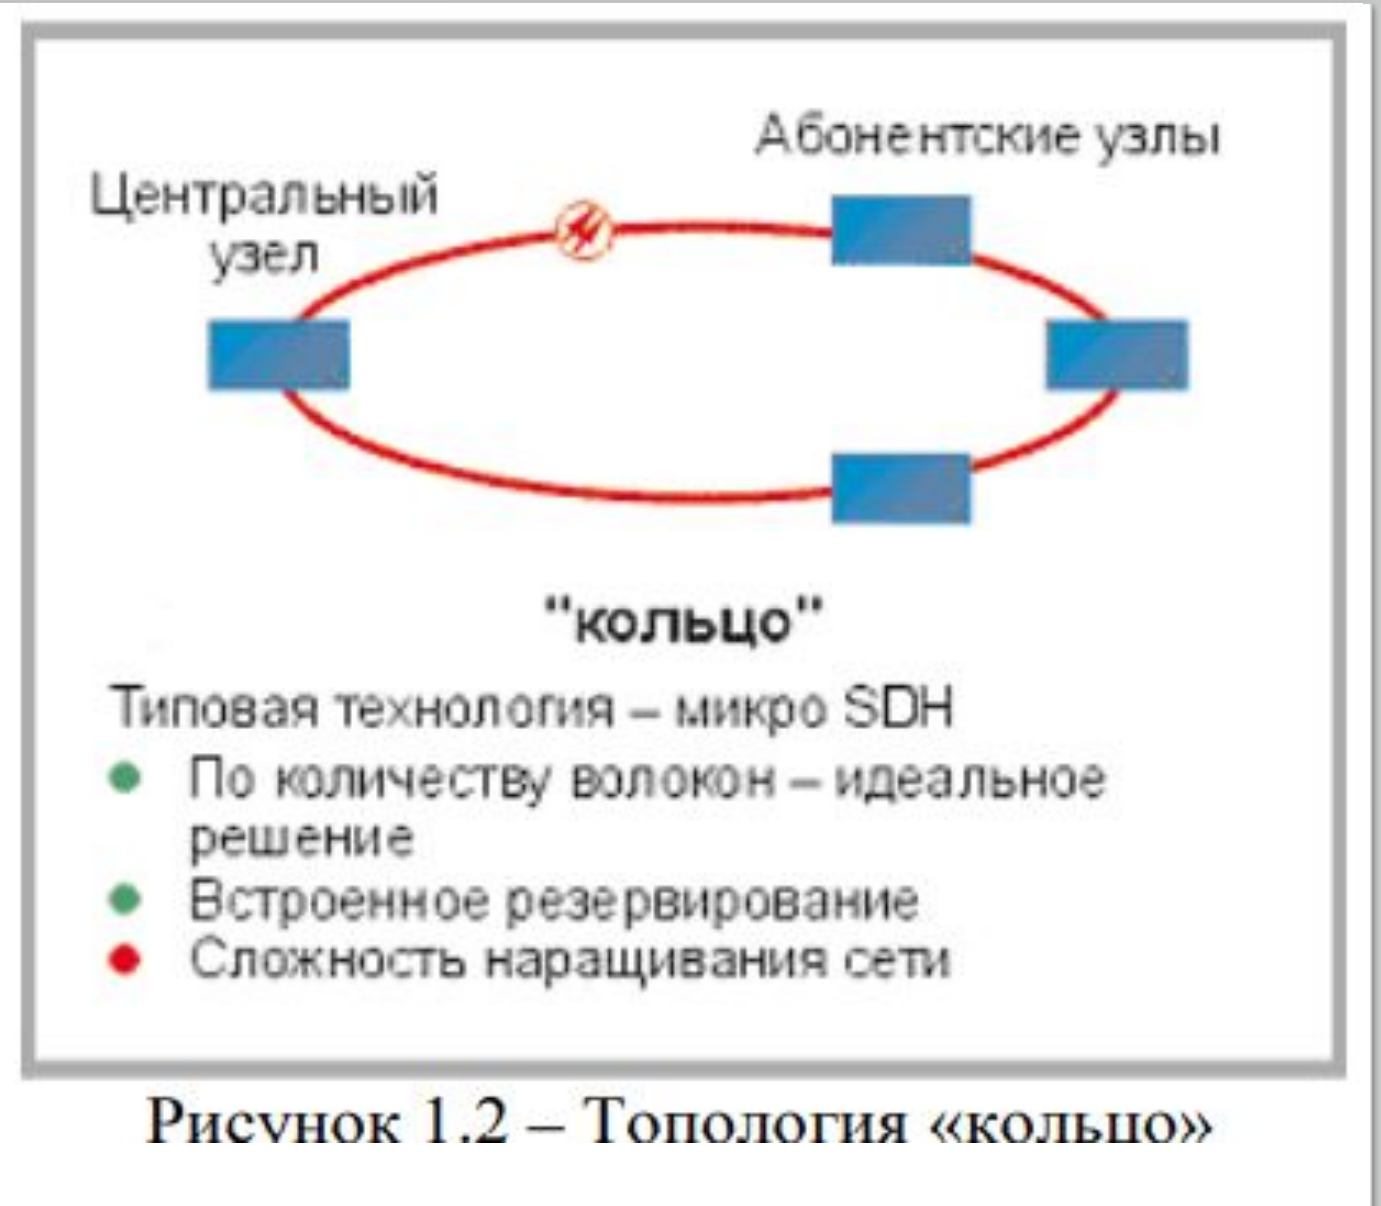 Абонентские узлы
Центральный
узел
"кольцо"
Типовая технология – микро SDH
По количеству волокон – идеальное
решение
Встроенное резервирование
Сложность наращивания сети
Рисунок 1.2 – Топология «кольцо»